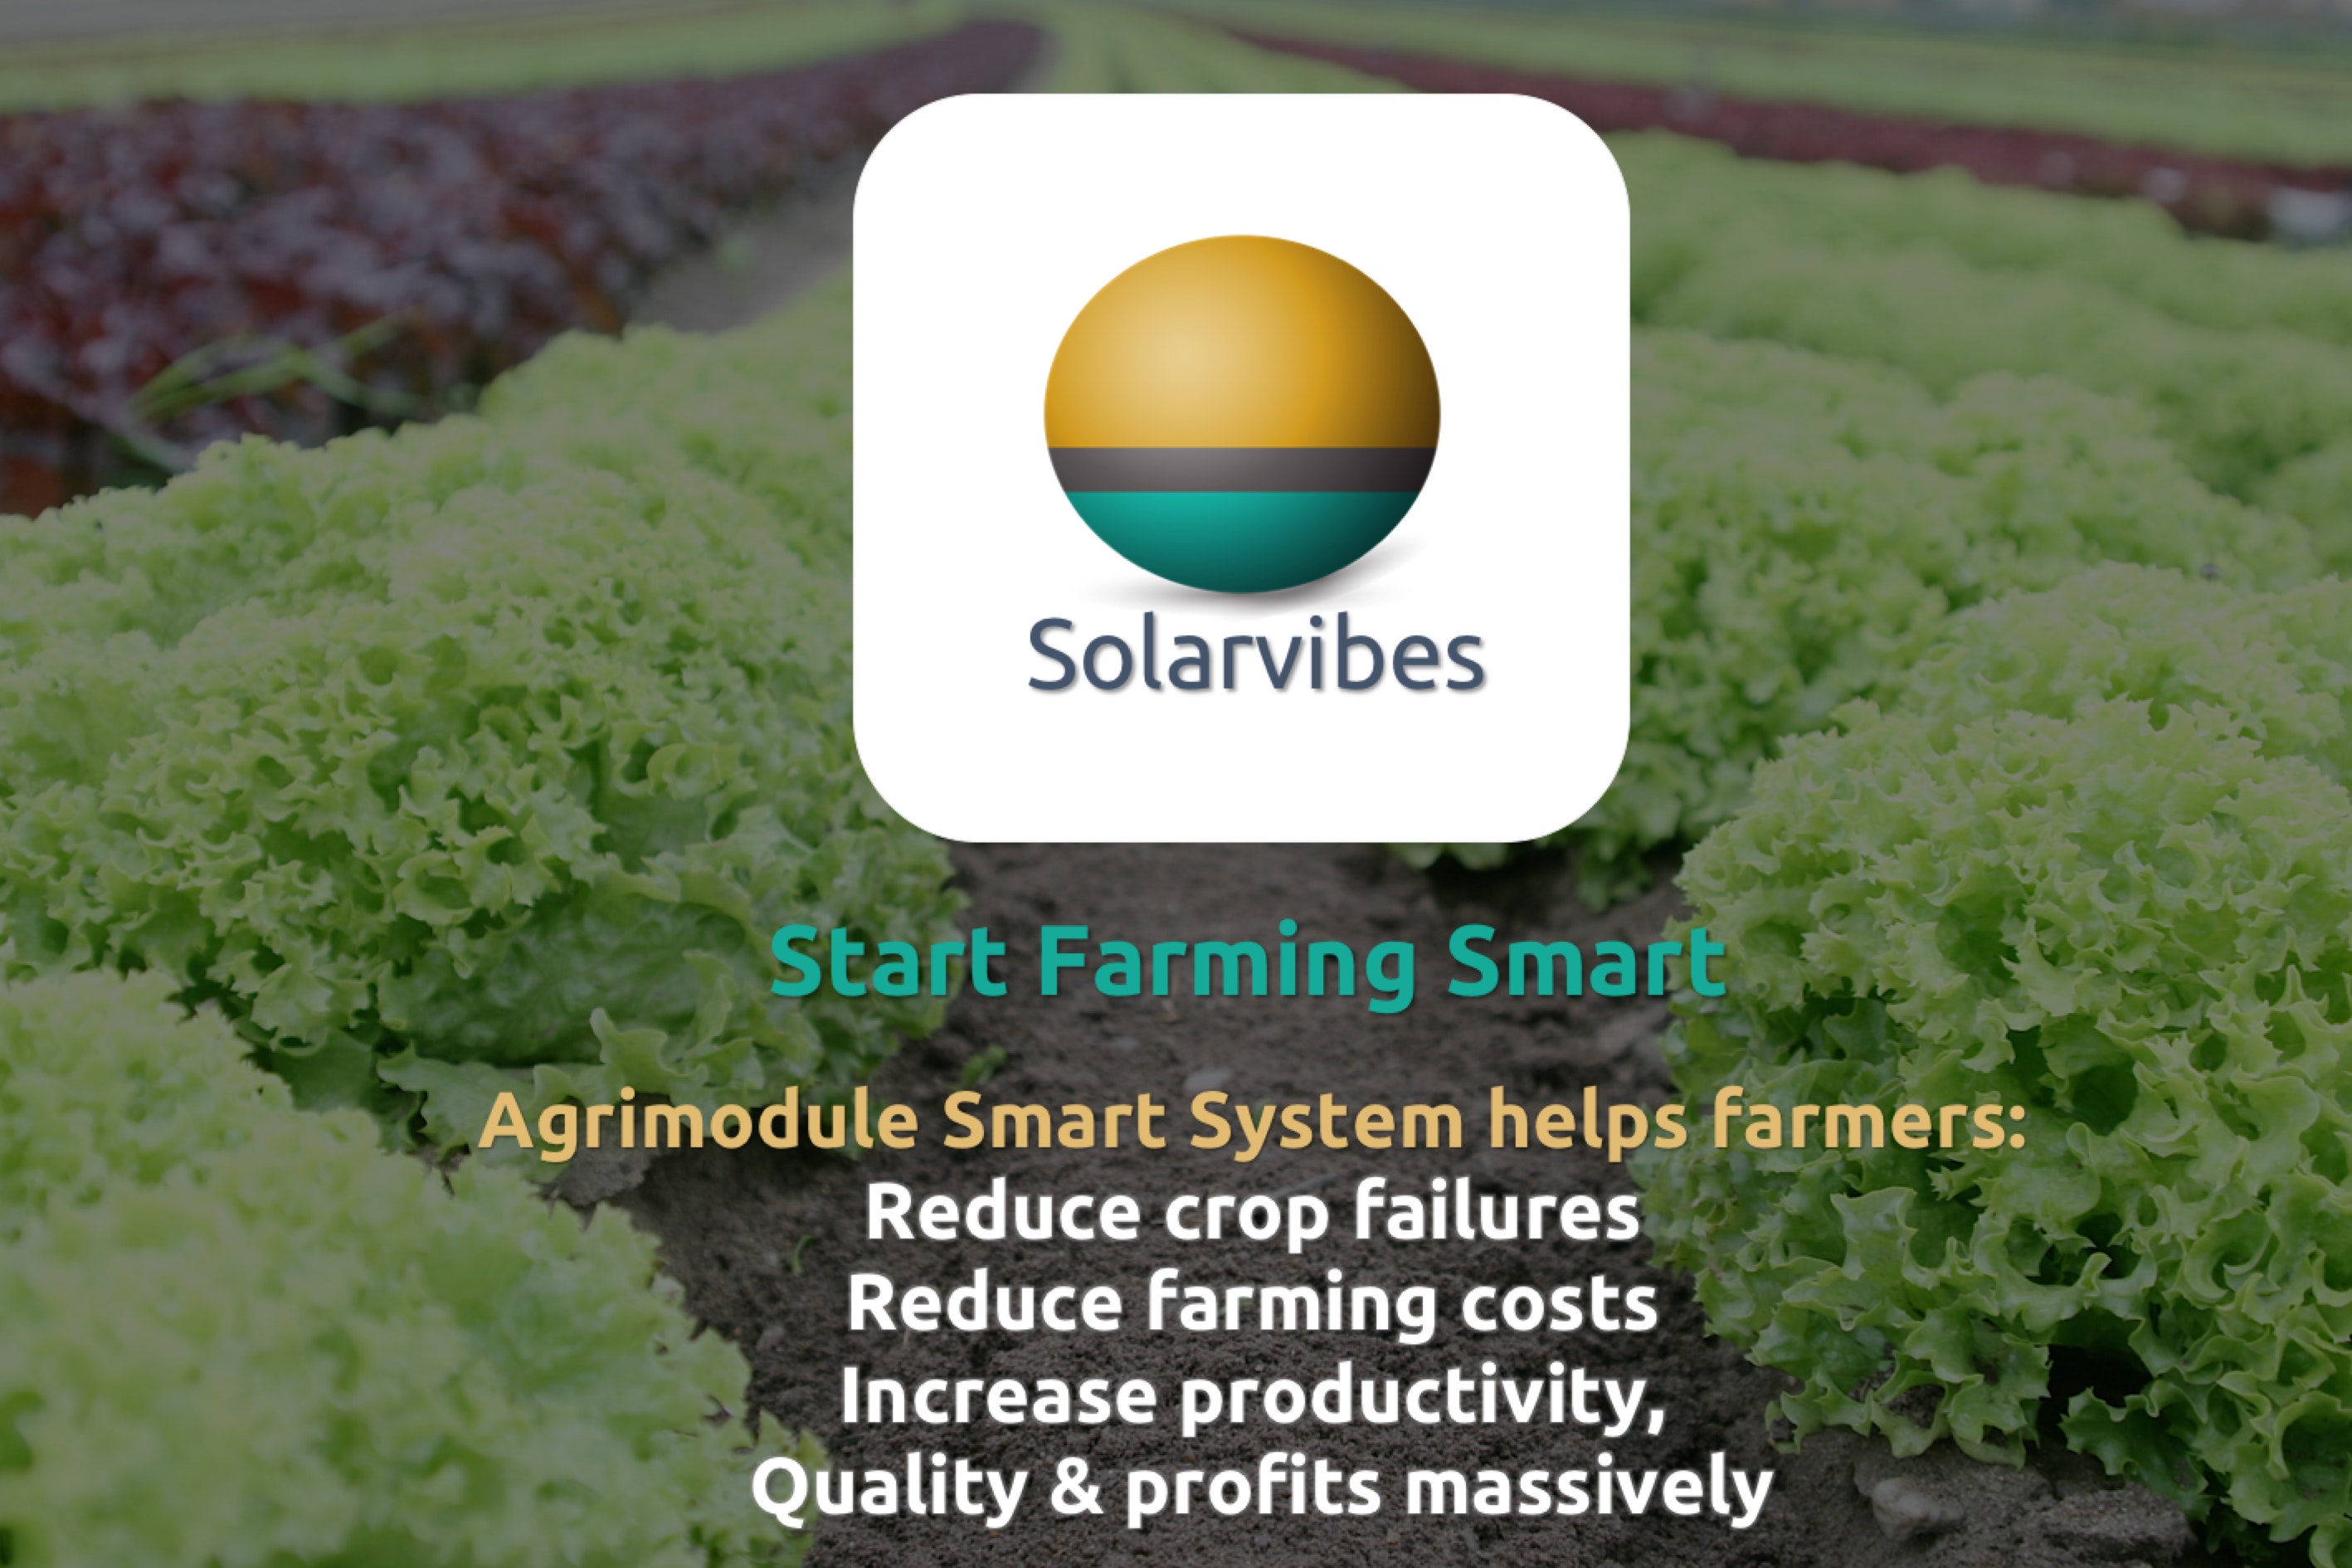 Solarvibes
Start Farming Smart
Agrimodule Smart System helps farmers:
Reduce crop failures
Reduce farming costs
Increase productivity,
Quality & profits massively